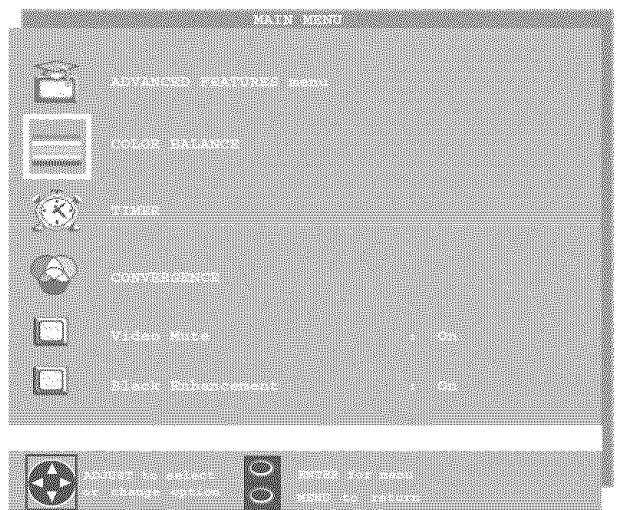 MAIN MENU
ADVANCED FEATURES menu
COLOR BALANCE
TIMER
CONVERGENCE
Video Mute : On
Black Enhancement : On
ADJUST to select
or change option
ENTER for menu
MENU to return